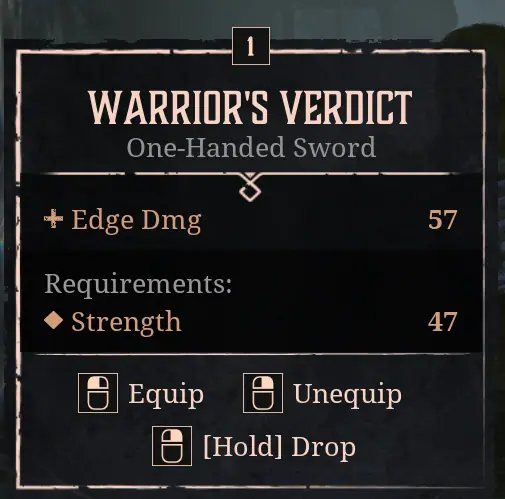 1
WARRIOR'S VERDICT
One-Handed Sword
Edge Dmg 57
Requirements:
Strength 47
Equip Unequip
[Hold] Drop